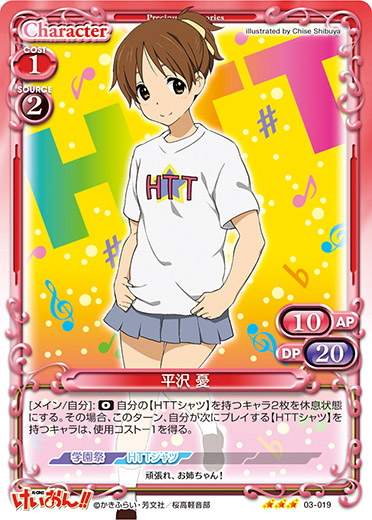 Precious Memories
Character
illustrated by Chise Shibuya
COST
1
SOURCE
2
HTT
HTT
10 AP
DP 20
平沢 憂
[メイン/自分]: 0 自分の【HTTシャツ】を持つキャラ2枚を休息状態
にする。その場合、このターン、自分が次にプレイする【HTTシャツ】を
持つキャラは、使用コスト-1を得る。
学園祭 HTTシャツ
頑張れ、お姉ちゃん!
K-ON!!
けいおん!!
©かきふらい・芳文社/桜高軽音部
03-019